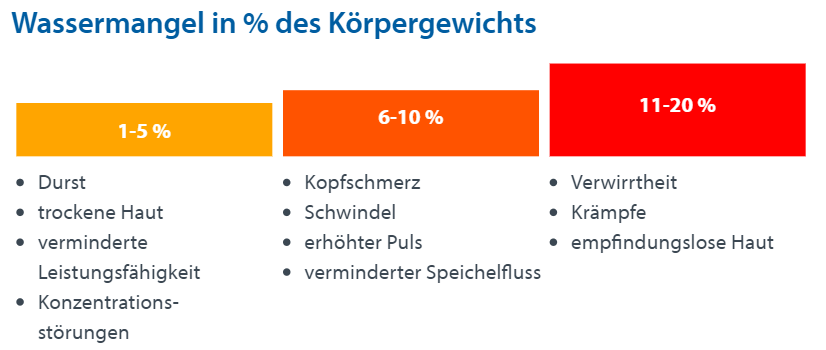 Wassermangel in % des Körpergewichts
1-5 %
6-10 %
11-20 %
• Durst
• trockene Haut
• verminderte
Leistungsfähigkeit
• Konzentrations-
störungen
• Kopfschmerz
• Schwindel
• erhöhter Puls
• verminderter Speichelfluss
• Verwirrtheit
• Krämpfe
• empfindungslose Haut